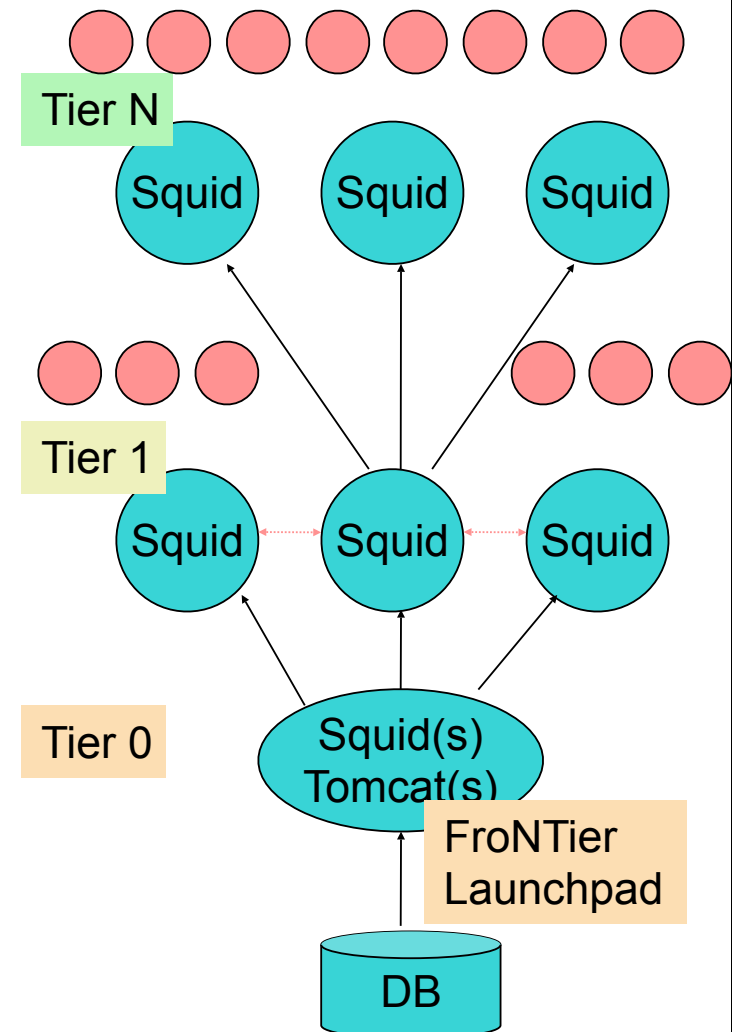 Tier N
Squid
Squid
Squid
Tier 1
Squid
Squid
Squid
Tier 0
Squid(s)
Tomcat(s)
FroNTier
Launchpad
DB